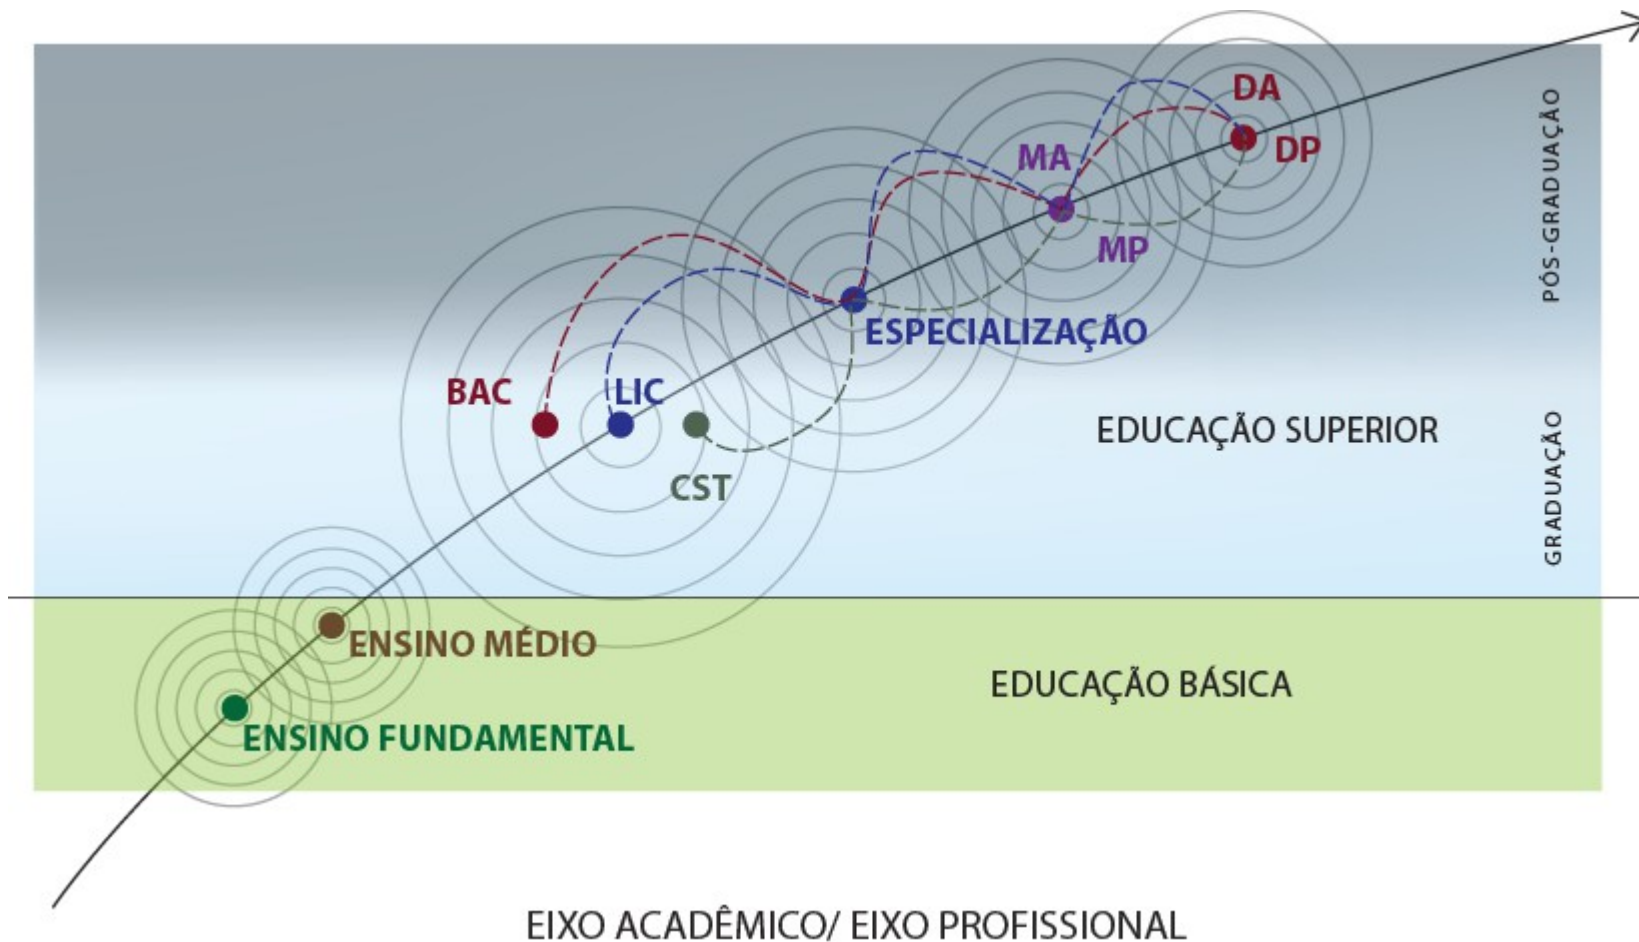 DA
DP
MA
MP
PÓS-GRADUAÇÃO
ESPECIALIZAÇÃO
BAC
LIC
CST
EDUCAÇÃO SUPERIOR
GRADUAÇÃO
ENSINO MÉDIO
EDUCAÇÃO BÁSICA
ENSINO FUNDAMENTAL
EIXO ACADÊMICO/ EIXO PROFISSIONAL